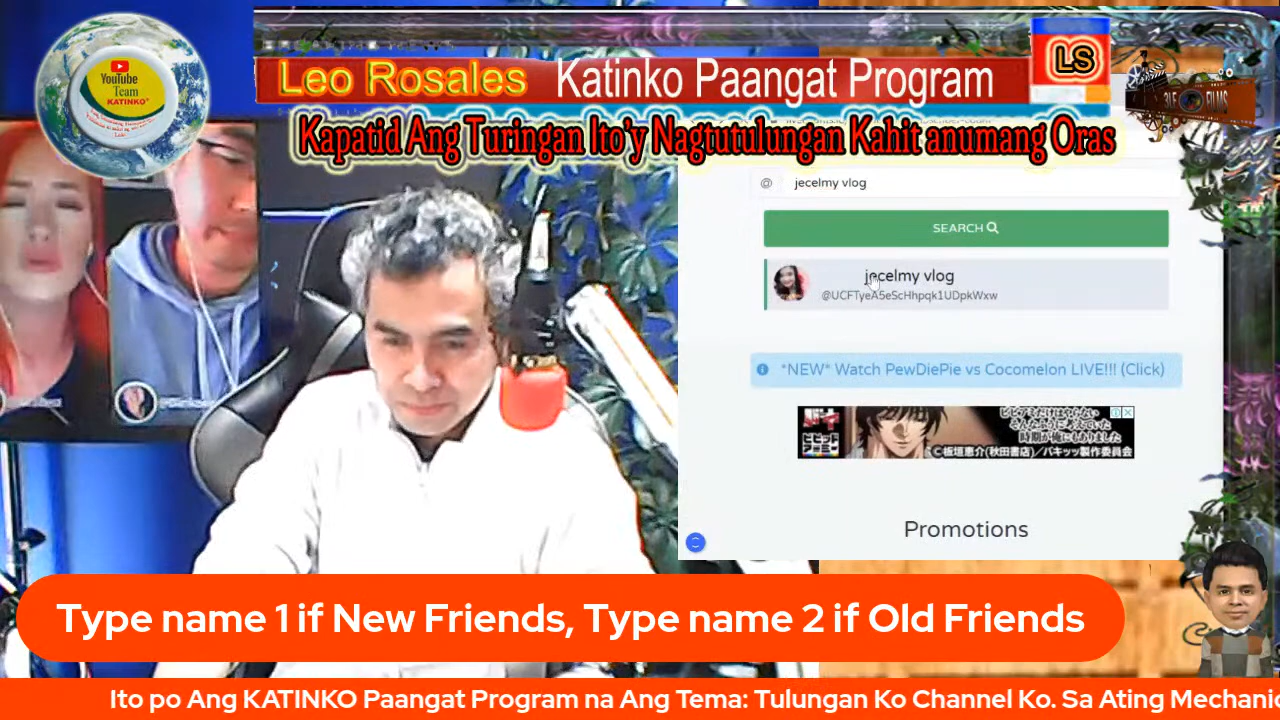 YouTube
Team
KATINKO
Leo Rosales Katinko Paangat Program
LS
3LE FILMS
Kapatid Ang Turingan Ito'y Nagtutulungan Kahit anumang Oras
@ jecelmy vlog
SEARCH
jecelmy vlog
@UCFTyeA5eScHhpqk1UDpkWxw
*NEW* Watch PewDiePie vs Cocomelon LIVE!!! (Click)
Promotions
Type name 1 if New Friends, Type name 2 if Old Friends
Ito po Ang KATINKO Paangat Program na Ang Tema: Tulungan Ko Channel Ko. Sa Ating Mechanic